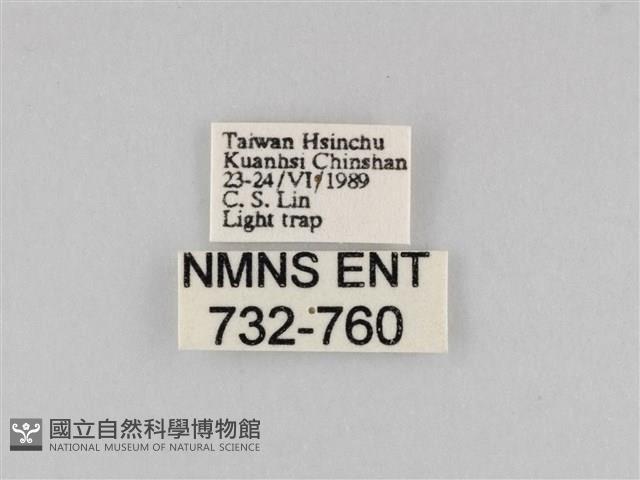 Taiwan Hsinchu
Kuanhsi Chinshan
23-24/VI/1989
C. S. Lin
Light trap
NMNS ENT
732-760
國立自然科學博物館
NATIONAL MUSEUM OF NATURAL SCIENCE